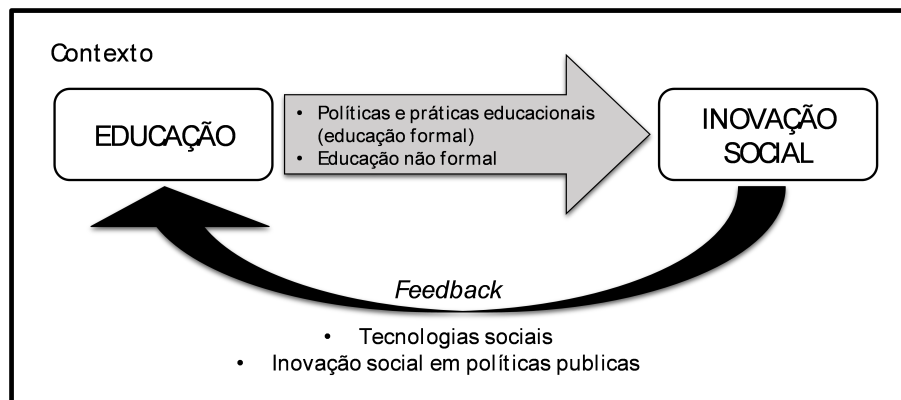 Contexto
EDUCAÇÃO
• Políticas e práticas educacionais
(educação formal)
• Educação não formal
INOVAÇÃO
SOCIAL
Feedback
• Tecnologias sociais
• Inovação social em políticas publicas